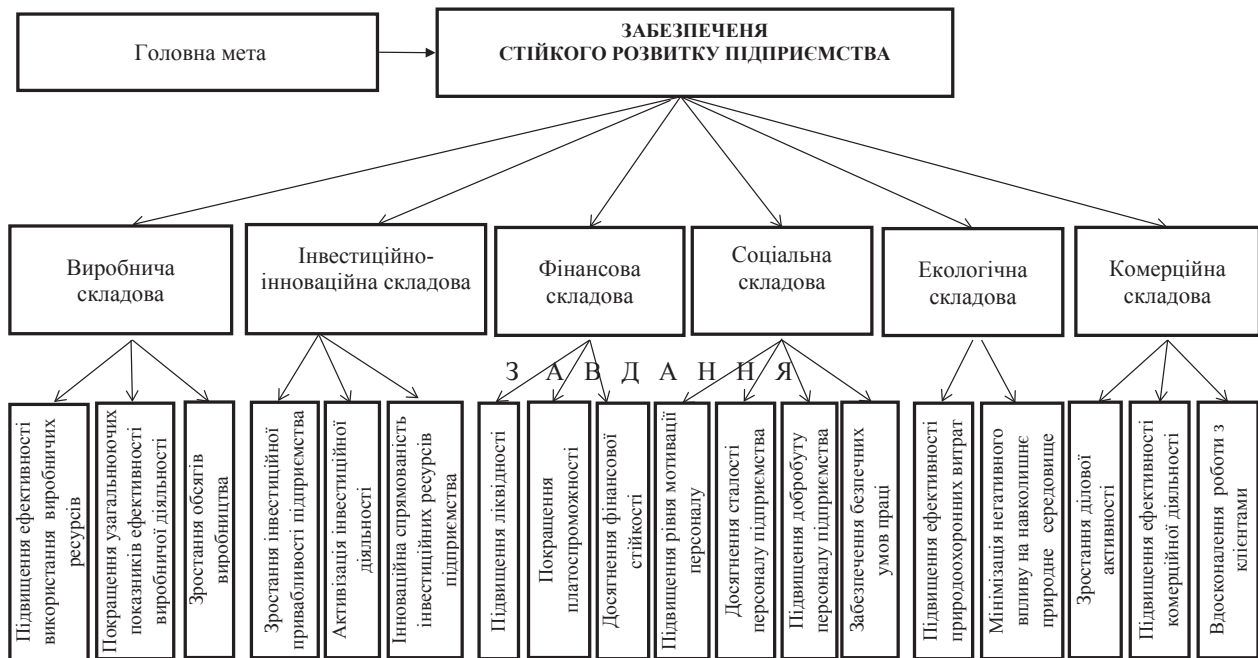 Головна мета
ЗАБЕЗПЕЧЕНЯ
СТІЙКОГО РОЗВИТКУ ПІДПРИЄМСТВА
Виробнича
складова
Інвестиційно-
інноваційна складова
Фінансова
складова
Соціальна
складова
Екологічна
складова
Комерційна
складова
З А В Д А Н Н Я
Підвищення ефективності
використання виробничих
ресурсів
Покращення узагальнюючих
показників ефективності
виробничої діяльності
Зростання обсягів
виробництва
Зростання інвестиційної
привабливості підприємства
Активізація інвестиційної
діяльності
Інноваційна спрямованість
інвестиційних ресурсів
підприємства
Підвищення ліквідності
Покращення
платоспроможності
Досягнення фінансової
стійкості
Підвищення рівня мотивації
персоналу
Досягнення сталості
персоналу підприємства
Підвищення добробуту
персоналу підприємства
Забезпечення безпечних
умов праці
Підвищення ефективності
природоохоронних витрат
Мінімізація негативного
впливу на навколишнє
природне середовище
Зростання ділової
активності
Підвищення ефективності
комерційної діяльності
Вдосконалення роботи з
клієнтами